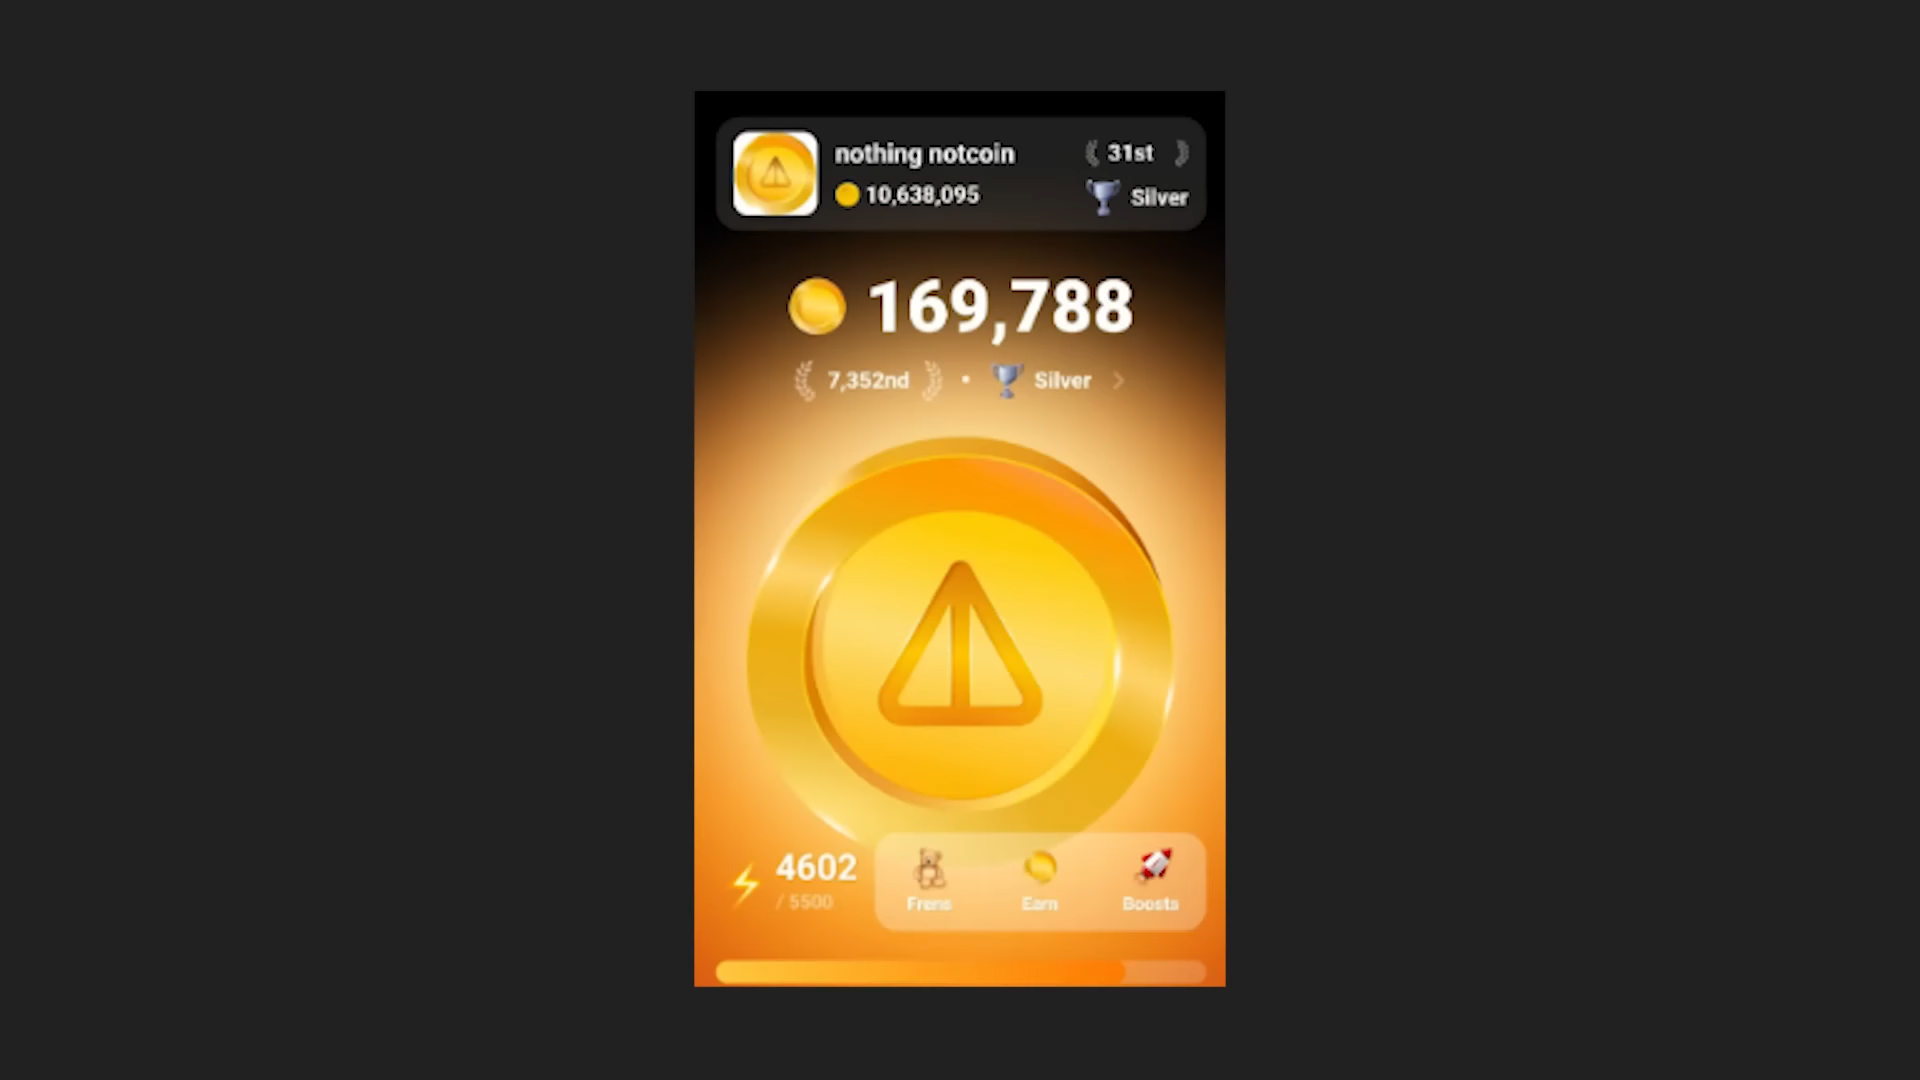 nothing notcoin
31st
10,638,095
Silver
169,788
7,352nd • Silver
4602
/ 5500
Frens
Earn
Boosts